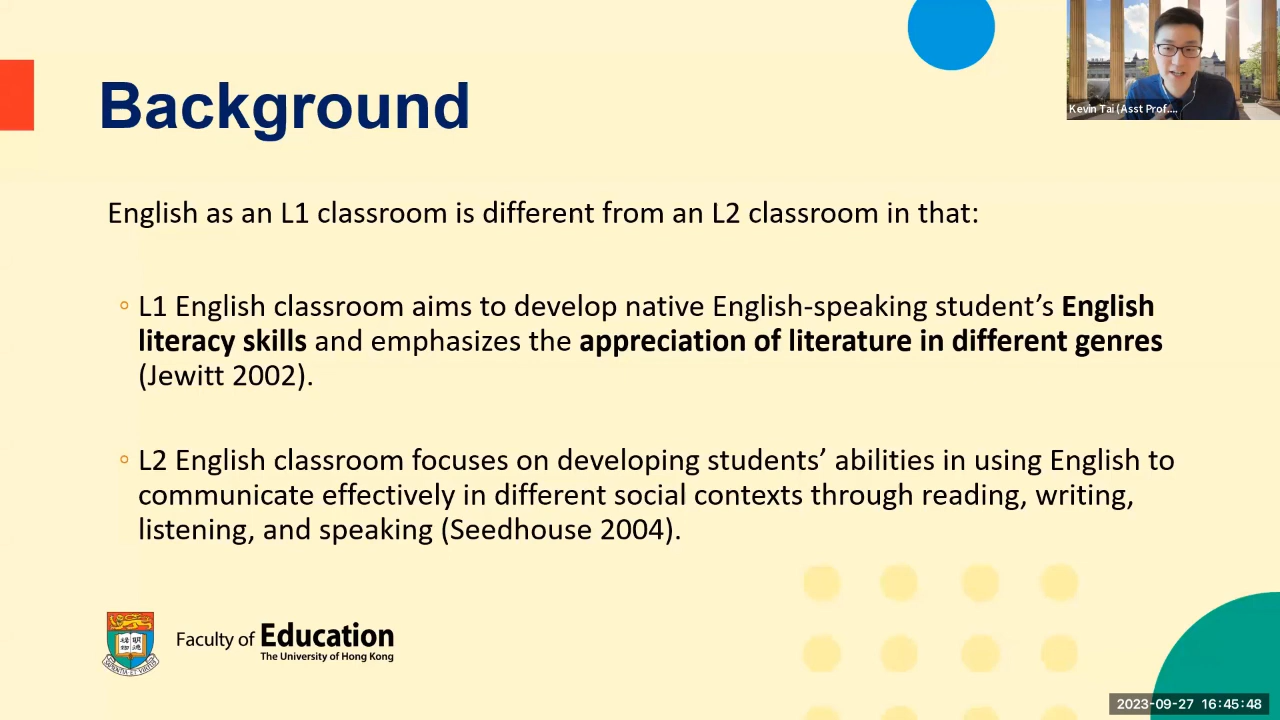 Background
Kevin Tai (Asst Prof....
English as an L1 classroom is different from an L2 classroom in that:
L1 English classroom aims to develop native English-speaking student’s English
literacy skills and emphasizes the appreciation of literature in different genres
(Jewitt 2002).
L2 English classroom focuses on developing students’ abilities in using English to
communicate effectively in different social contexts through reading, writing,
listening, and speaking (Seedhouse 2004).
Faculty of Education
The University of Hong Kong
2023-09-27 16:45:48